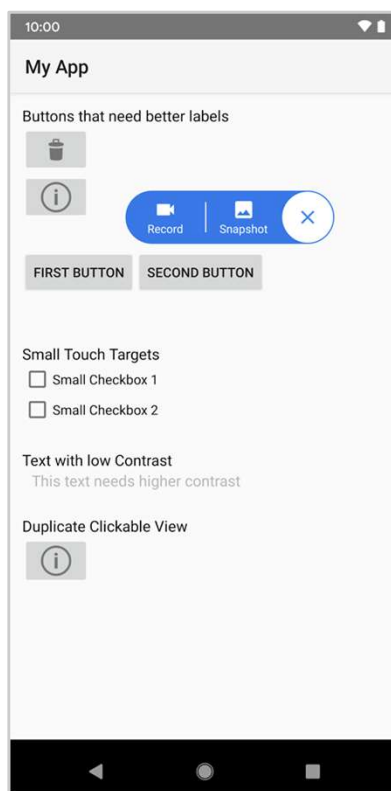 10:00
My App
Buttons that need better labels
Record
Snapshot
FIRST BUTTON
SECOND BUTTON
Small Touch Targets
Small Checkbox 1
Small Checkbox 2
Text with low Contrast
This text needs higher contrast
Duplicate Clickable View